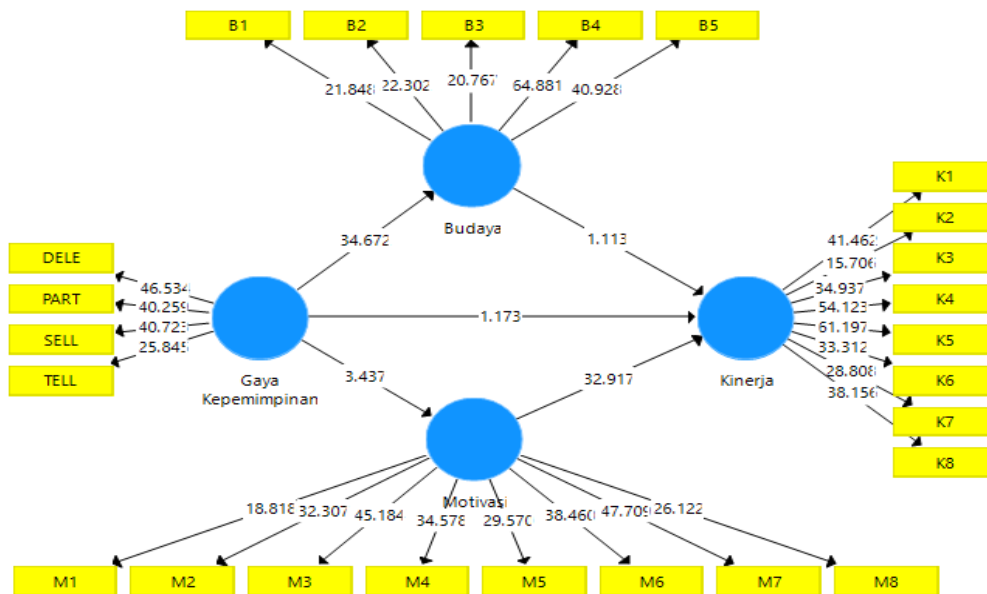 B1
B2
B3
B4
B5
21.848
22.302
20.767
64.881
40.928
Budaya
34.672
1.113
DELE
PART
SELL
TELL
46.534
40.259
40.723
25.845
Gaya
Kepemimpinan
1.173
3.437
32.917
Kinerja
41.462
15.706
34.937
54.123
61.197
33.312
28.808
38.156
K1
K2
K3
K4
K5
K6
K7
K8
Motivasi
18.818
32.307
45.184
34.578
29.570
38.460
47.709
26.122
M1
M2
M3
M4
M5
M6
M7
M8